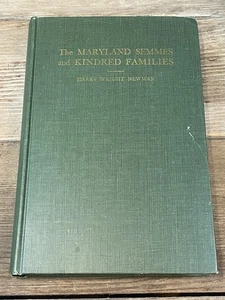 The MARYLAND SEMMES
and KINDRED FAMILIES
HARRY WRIGHT NEWMAN